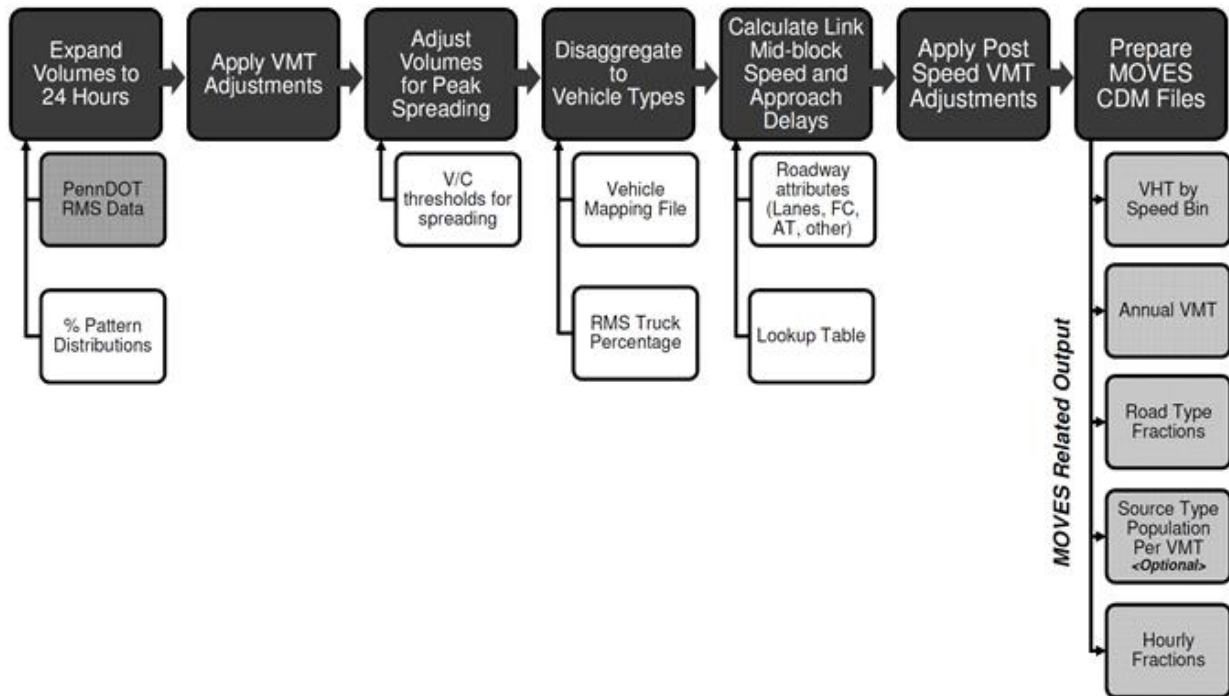 Expand
Volumes to
24 Hours
Apply VMT
Adjustments
Adjust
Volumes
for Peak
Spreading
Disaggregate
to
Vehicle Types
Calculate Link
Mid-block
Speed and
Approach
Delays
Apply Post
Speed VMT
Adjustments
Prepare
MOVES
CDM Files
PennDOT
RMS Data
% Pattern
Distributions
V/C
thresholds for
spreading
Vehicle
Mapping File
RMS Truck
Percentage
Roadway
attributes
(Lanes, FC,
AT, other)
Lookup Table
MOVES Related Output
VHT by
Speed Bin
Annual VMT
Road Type
Fractions
Source Type
Population
Per VMT
<Optional>
Hourly
Fractions